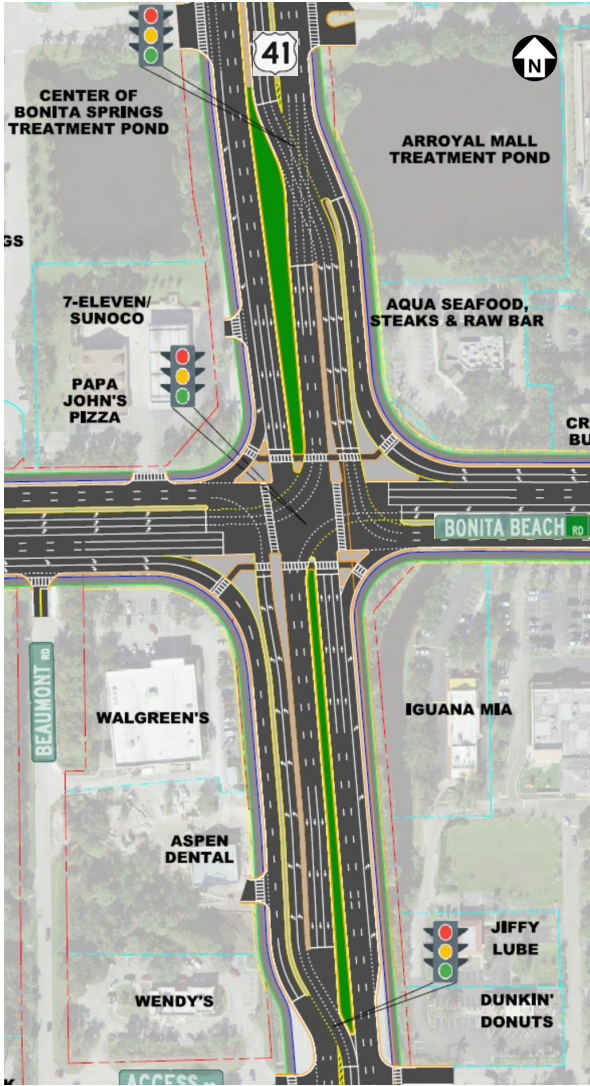 41
N
CENTER OF
BONITA SPRINGS
TREATMENT POND
ARROYAL MALL
TREATMENT POND
GS
7-ELEVEN/
SUNOCO
AQUA SEAFOOD,
STEAKS & RAW BAR
PAPA
JOHN'S
PIZZA
CR
BU
BONITA BEACH RD
BEAUMONT RD
WALGREEN'S
IGUANA MIA
ASPEN
DENTAL
JIFFY
LUBE
WENDY'S
DUNKIN'
DONUTS
K
ACCESS